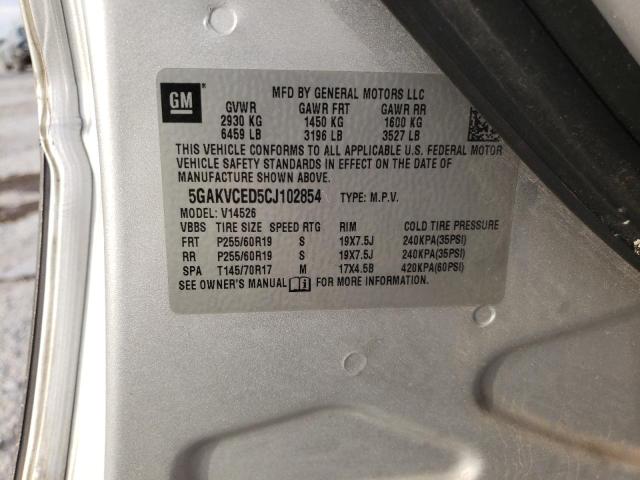 GM
MFD BY GENERAL MOTORS LLC
GVWR GAWR FRT GAWR RR
2930 KG 1450 KG 1600 KG
6459 LB 3196 LB 3527 LB
THIS VEHICLE CONFORMS TO ALL APPLICABLE U.S. FEDERAL MOTOR
VEHICLE SAFETY STANDARDS IN EFFECT ON THE DATE OF
MANUFACTURE SHOWN ABOVE.
5GAKVCED5CJ102854 TYPE: M.P.V.
MODEL: V14526
VBBS TIRE SIZE SPEED RTG RIM COLD TIRE PRESSURE
FRT P255/60R19 S 19X7.5J 240KPA(35PSI)
RR P255/60R19 S 19X7.5J 240KPA(35PSI)
SPA T145/70R17 M 17X4.5B 420KPA(60PSI)
SEE OWNER'S MANUAL FOR MORE INFORMATION.